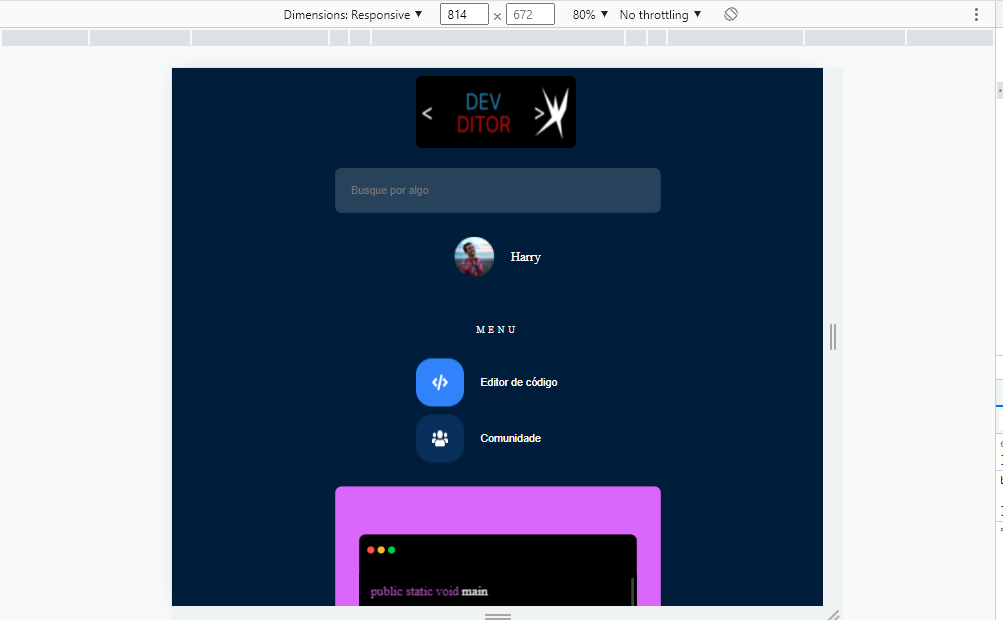 Dimensions: Responsive ▼ 814 × 672 80% ▼ No throttling ▼
< DEV >
DITOR
Busque por algo
Harry
MENU
</> Editor de código
Comunidade
public static void main